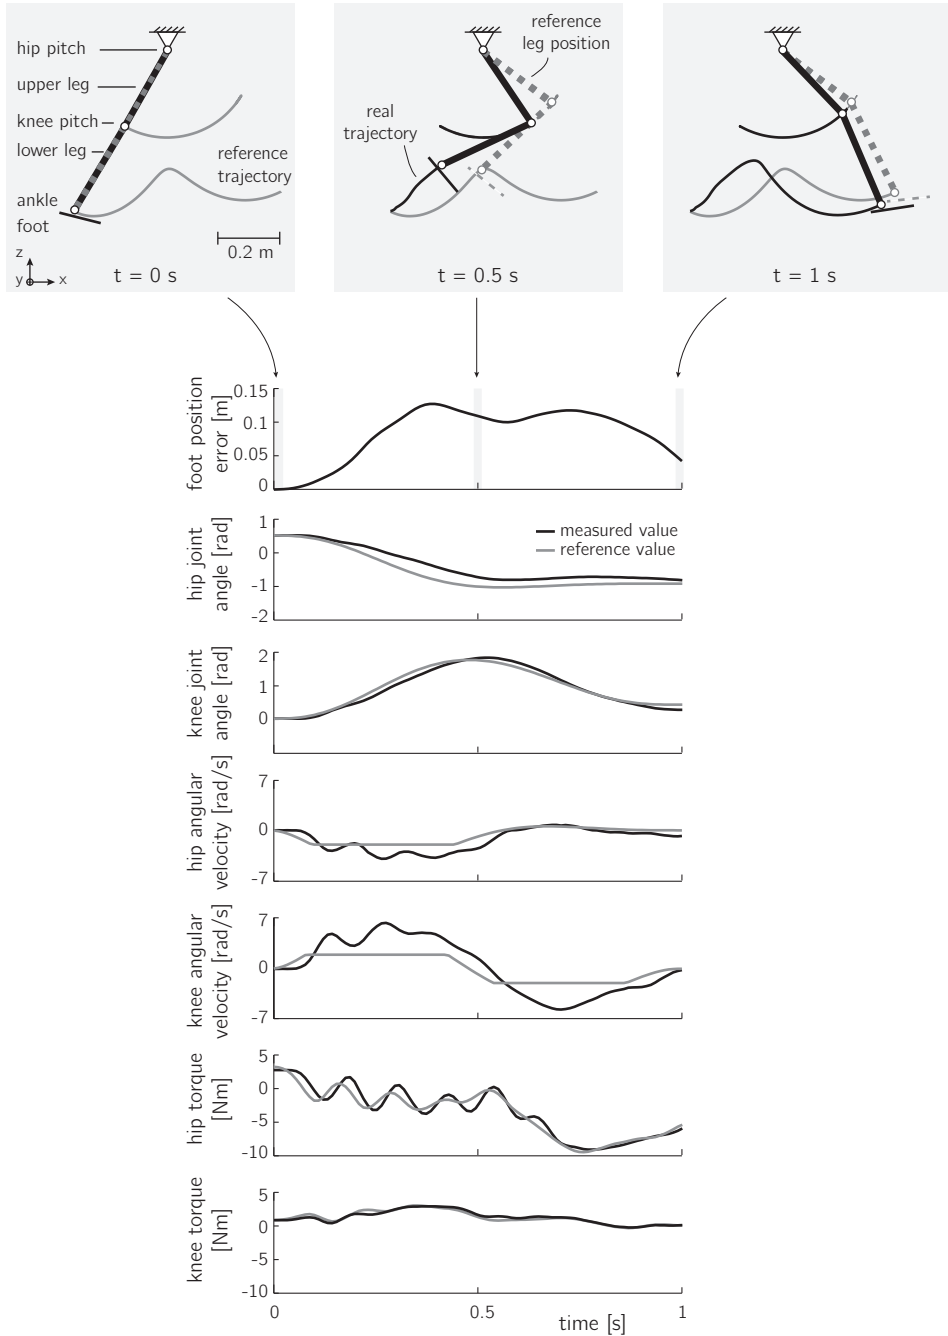 hip pitch
upper leg
knee pitch
lower leg
ankle
foot
reference
trajectory
0.2 m
z
y
x
t = 0 s
reference
leg position
real
trajectory
t = 0.5 s
t = 1 s
foot position
error [m]
0.15
0.1
0.05
0
hip joint
angle [rad]
1
0
-1
-2
measured value
reference value
knee joint
angle [rad]
2
1
0
hip angular
velocity [rad/s]
7
0
-7
knee angular
velocity [rad/s]
7
0
-7
hip torque
[Nm]
5
0
-5
-10
knee torque
[Nm]
5
0
-5
-10
0
0.5
1
time [s]